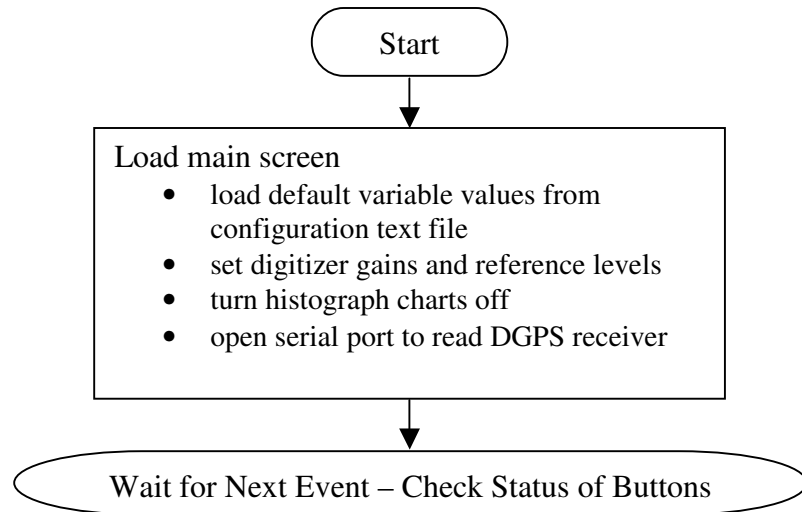 Start
Load main screen
• load default variable values from
configuration text file
• set digitizer gains and reference levels
• turn histograph charts off
• open serial port to read DGPS receiver
Wait for Next Event – Check Status of Buttons